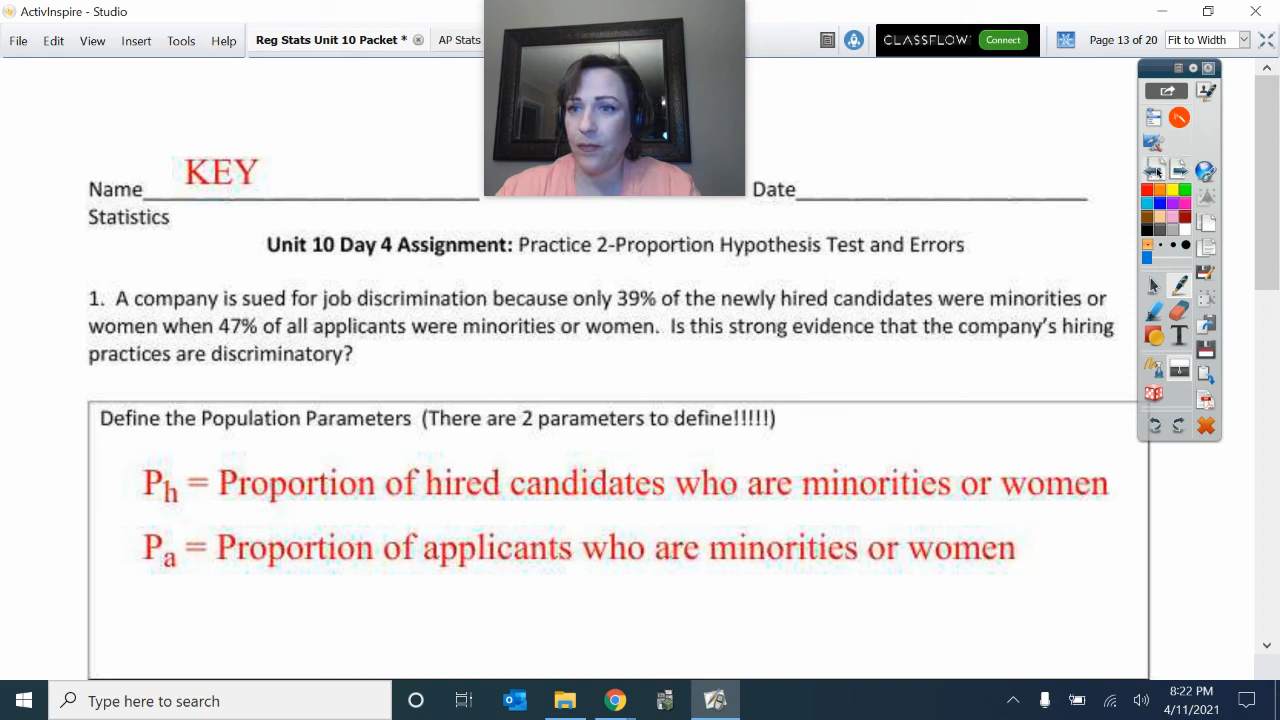 ActivInspire - Studio
File Edit View Insert Tools Help Reg Stats Unit 10 Packet * AP Stats CLASSFLOW Connect Page 13 of 20 Fit to Width
Name KEY Date
Statistics
Unit 10 Day 4 Assignment: Practice 2-Proportion Hypothesis Test and Errors
1. A company is sued for job discrimination because only 39% of the newly hired candidates were minorities or
women when 47% of all applicants were minorities or women. Is this strong evidence that the company's hiring
practices are discriminatory?
Define the Population Parameters (There are 2 parameters to define!!!!!)
Ph = Proportion of hired candidates who are minorities or women
Pa = Proportion of applicants who are minorities or women
Type here to search
8:22 PM
4/11/2021